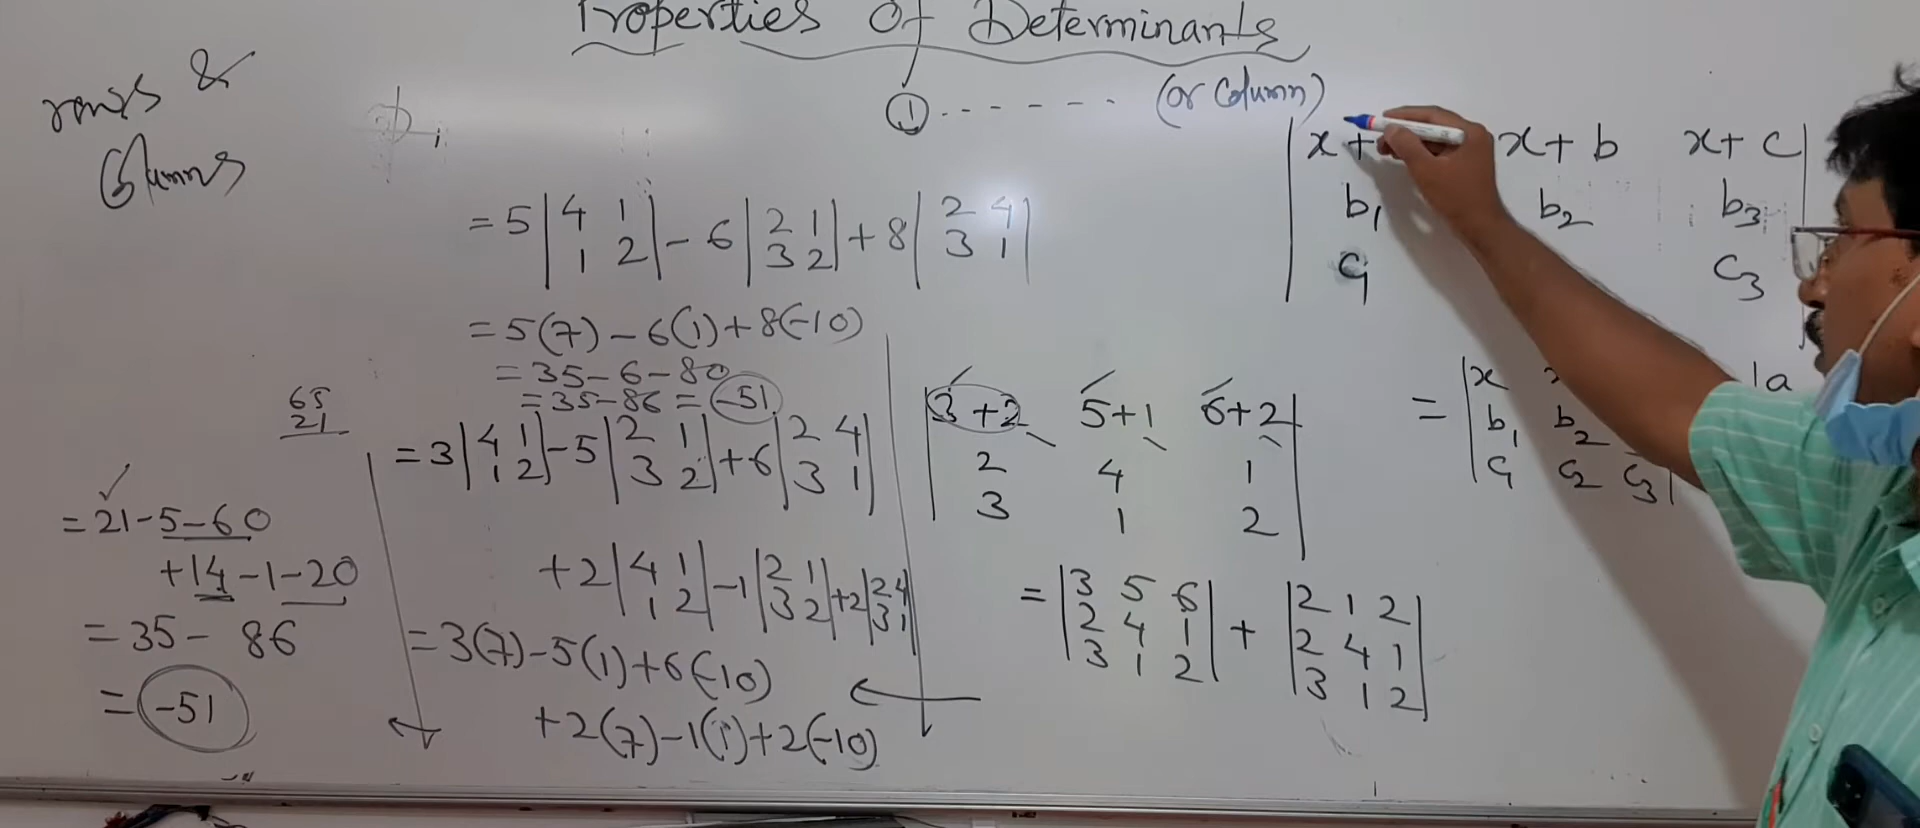 Properties Of Determinants
① - - - - - - (or Column)
rows &
Columns
= 5 |4 1| - 6 |2 1| + 8 |2 4|
|1 2| |3 2| |3 1|
= 5(7) - 6(1) + 8(-10)
= 35 - 6 - 80
= 35 - 86 = -51
65
21
= 3 |4 1| - 5 |2 1| + 6 |2 4|
|1 2| |3 2| |3 1|
+ 2 |4 1| - 1 |2 1| + 2 |2 4|
|1 2| |3 2| |3 1|
= 3(7) - 5(1) + 6(-10)
+ 2(7) - 1(1) + 2(-10)
✓
= 21 - 5 - 60
+ 14 - 1 - 20
= 35 - 86
= -51
|3+2 5+1 6+2|
|2 4 1|
|3 1 2|
= |3 5 6| + |2 1 2|
|2 4 1| |2 4 1|
|3 1 2| |3 1 2|
|x+ x+b x+c|
|b₁ b₂ b₃|
|c₁ c₃|
= |x |a
|b₁ b₂
|c₁ c₂ c₃|